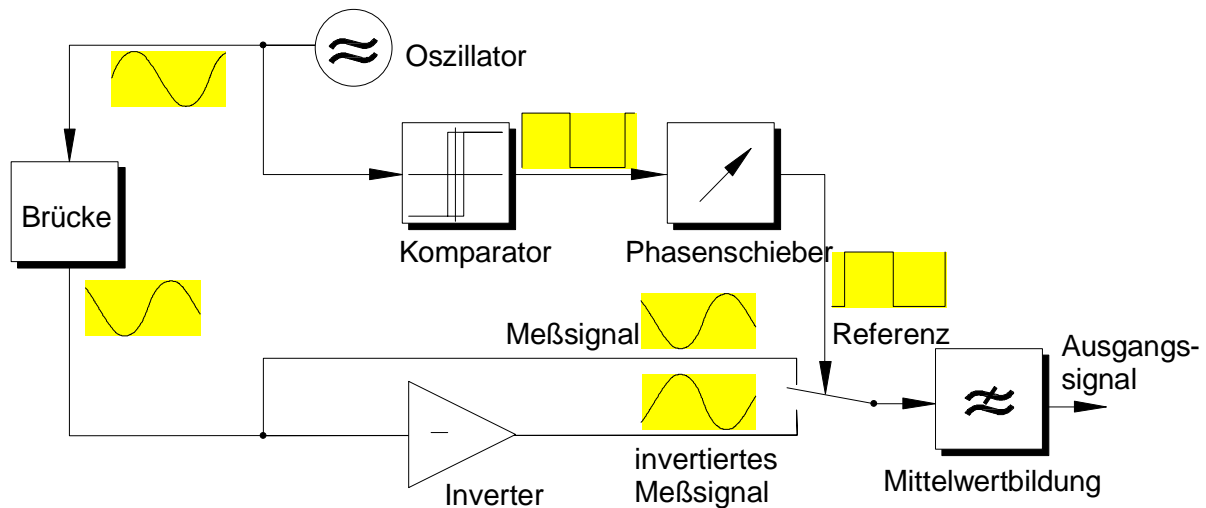 Oszillator
Brücke
Komparator
Phasenschieber
Meßsignal
Referenz
Ausgangs-
signal
invertiertes
Meßsignal
Inverter
Mittelwertbildung